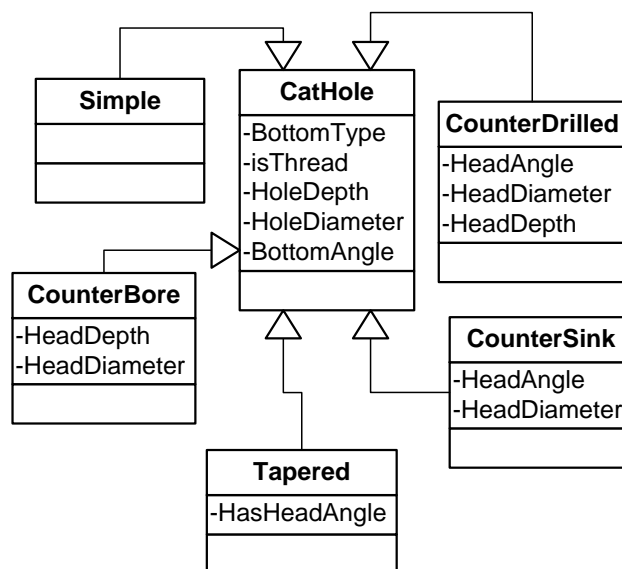 Simple
CatHole
-BottomType
-isThread
-HoleDepth
-HoleDiameter
-BottomAngle
CounterDrilled
-HeadAngle
-HeadDiameter
-HeadDepth
CounterBore
-HeadDepth
-HeadDiameter
CounterSink
-HeadAngle
-HeadDiameter
Tapered
-HasHeadAngle